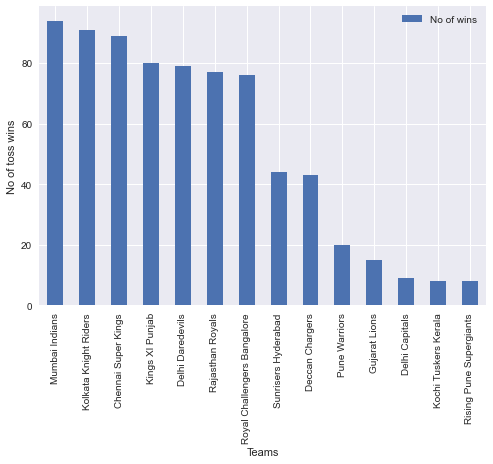 No of wins
No of toss wins
80
60
40
20
0
Mumbai Indians
Kolkata Knight Riders
Chennai Super Kings
Kings XI Punjab
Delhi Daredevils
Rajasthan Royals
Royal Challengers Bangalore
Sunrisers Hyderabad
Deccan Chargers
Pune Warriors
Gujarat Lions
Delhi Capitals
Kochi Tuskers Kerala
Rising Pune Supergiants
Teams